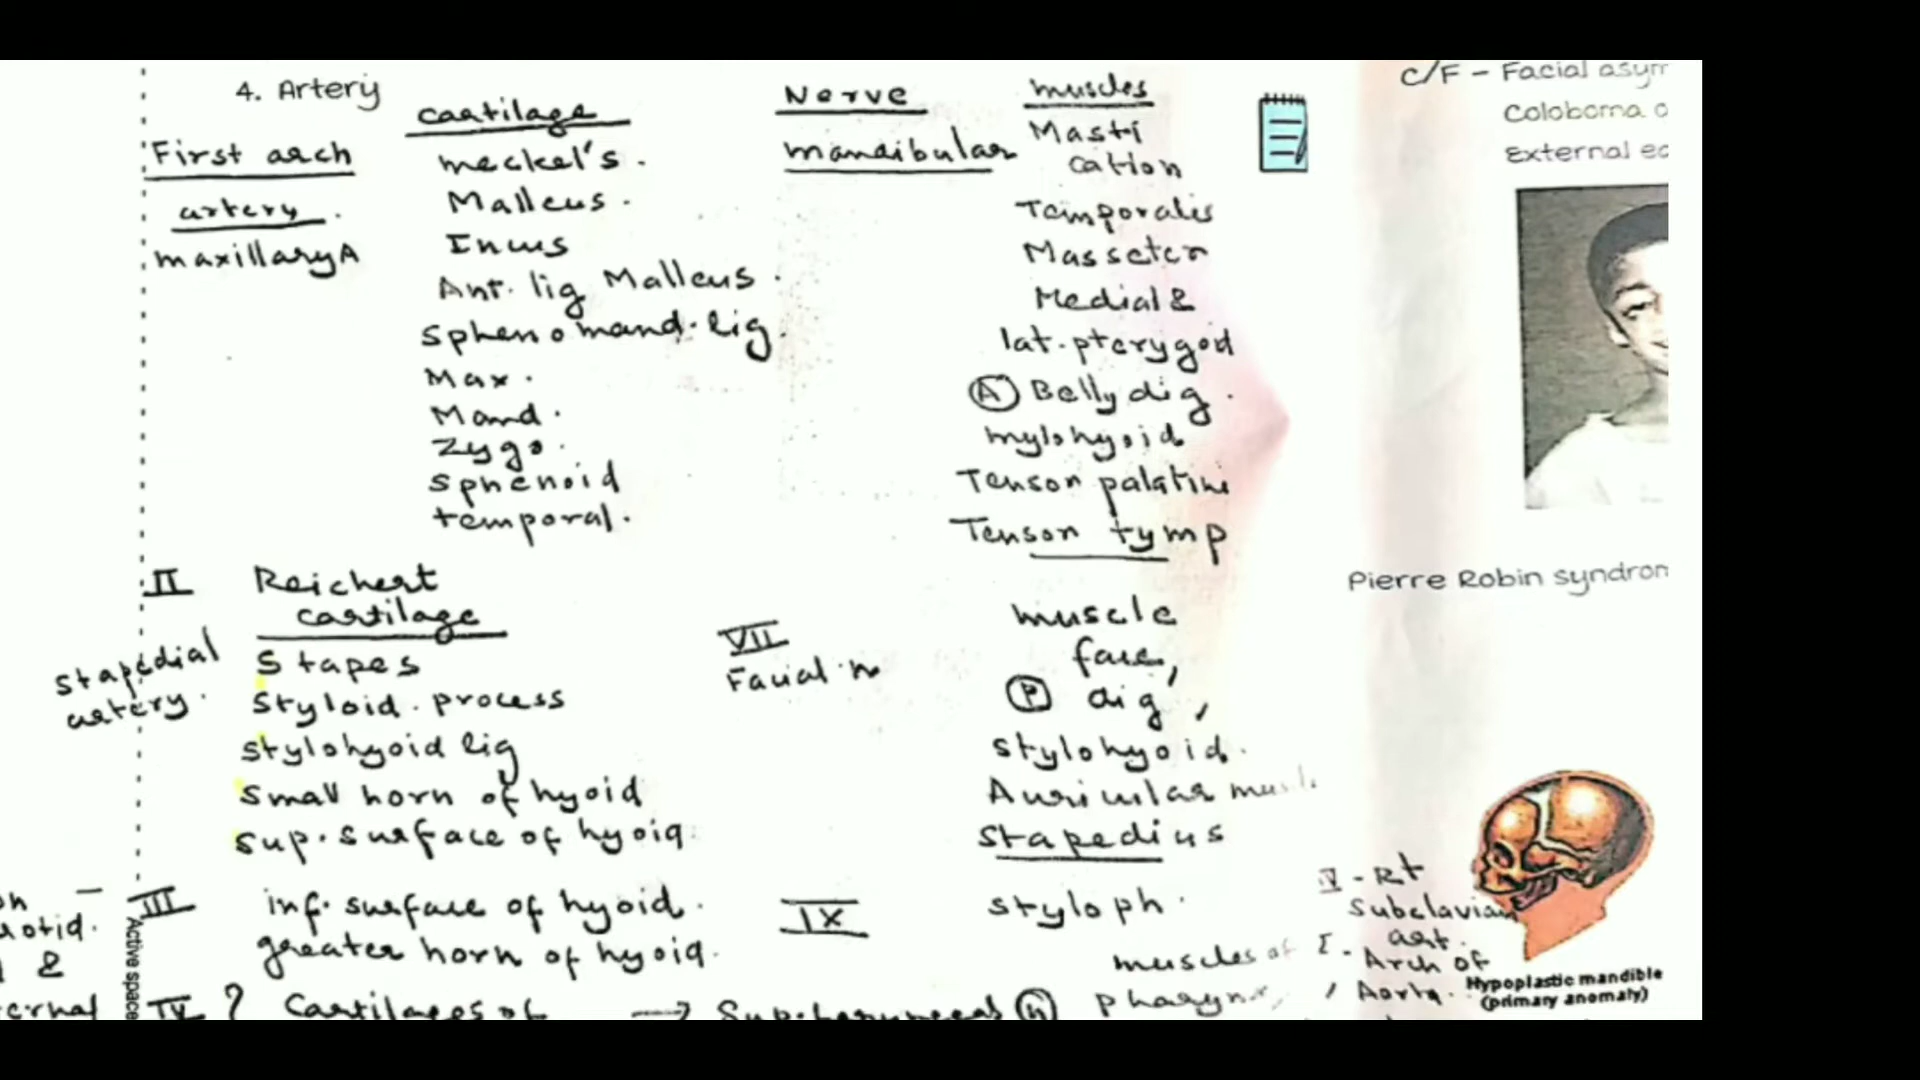 4. Artery
cartilage
Nerve
muscles
First arch
meckel's.
mandibular
Masti
cation
artery.
Malleus.
Temporalis
maxillary A
Incus
Masseter
Ant. lig Malleus.
Medial &
sphenomand. lig.
lat. pterygoid
Max.
(A) Belly dig.
Mand.
mylohyoid
Zygo.
Tensor palatini
sphenoid
Tensor tymp
temporal.
II Reichert
cartilage
muscle
face,
VII
Facial n
stapedial
artery.
Stapes
(P) dig,
styloid. process
stylohyoid lig
stylohyoid.
small horn of hyoid
Auricular
sup. surface of hyoid
stapedius
III inf. surface of hyoid.
IX
styloph.
greater horn of hyoid.
muscles of
pharynx,
IV ? Cartilages of →
&
Active space
C/F - Facial asym
Coloboma o
External ea
Pierre Robin syndrom
- Rt
Subclavian
art.
- Arch of
Aorta.
Hypoplastic mandible
(primary anomaly)